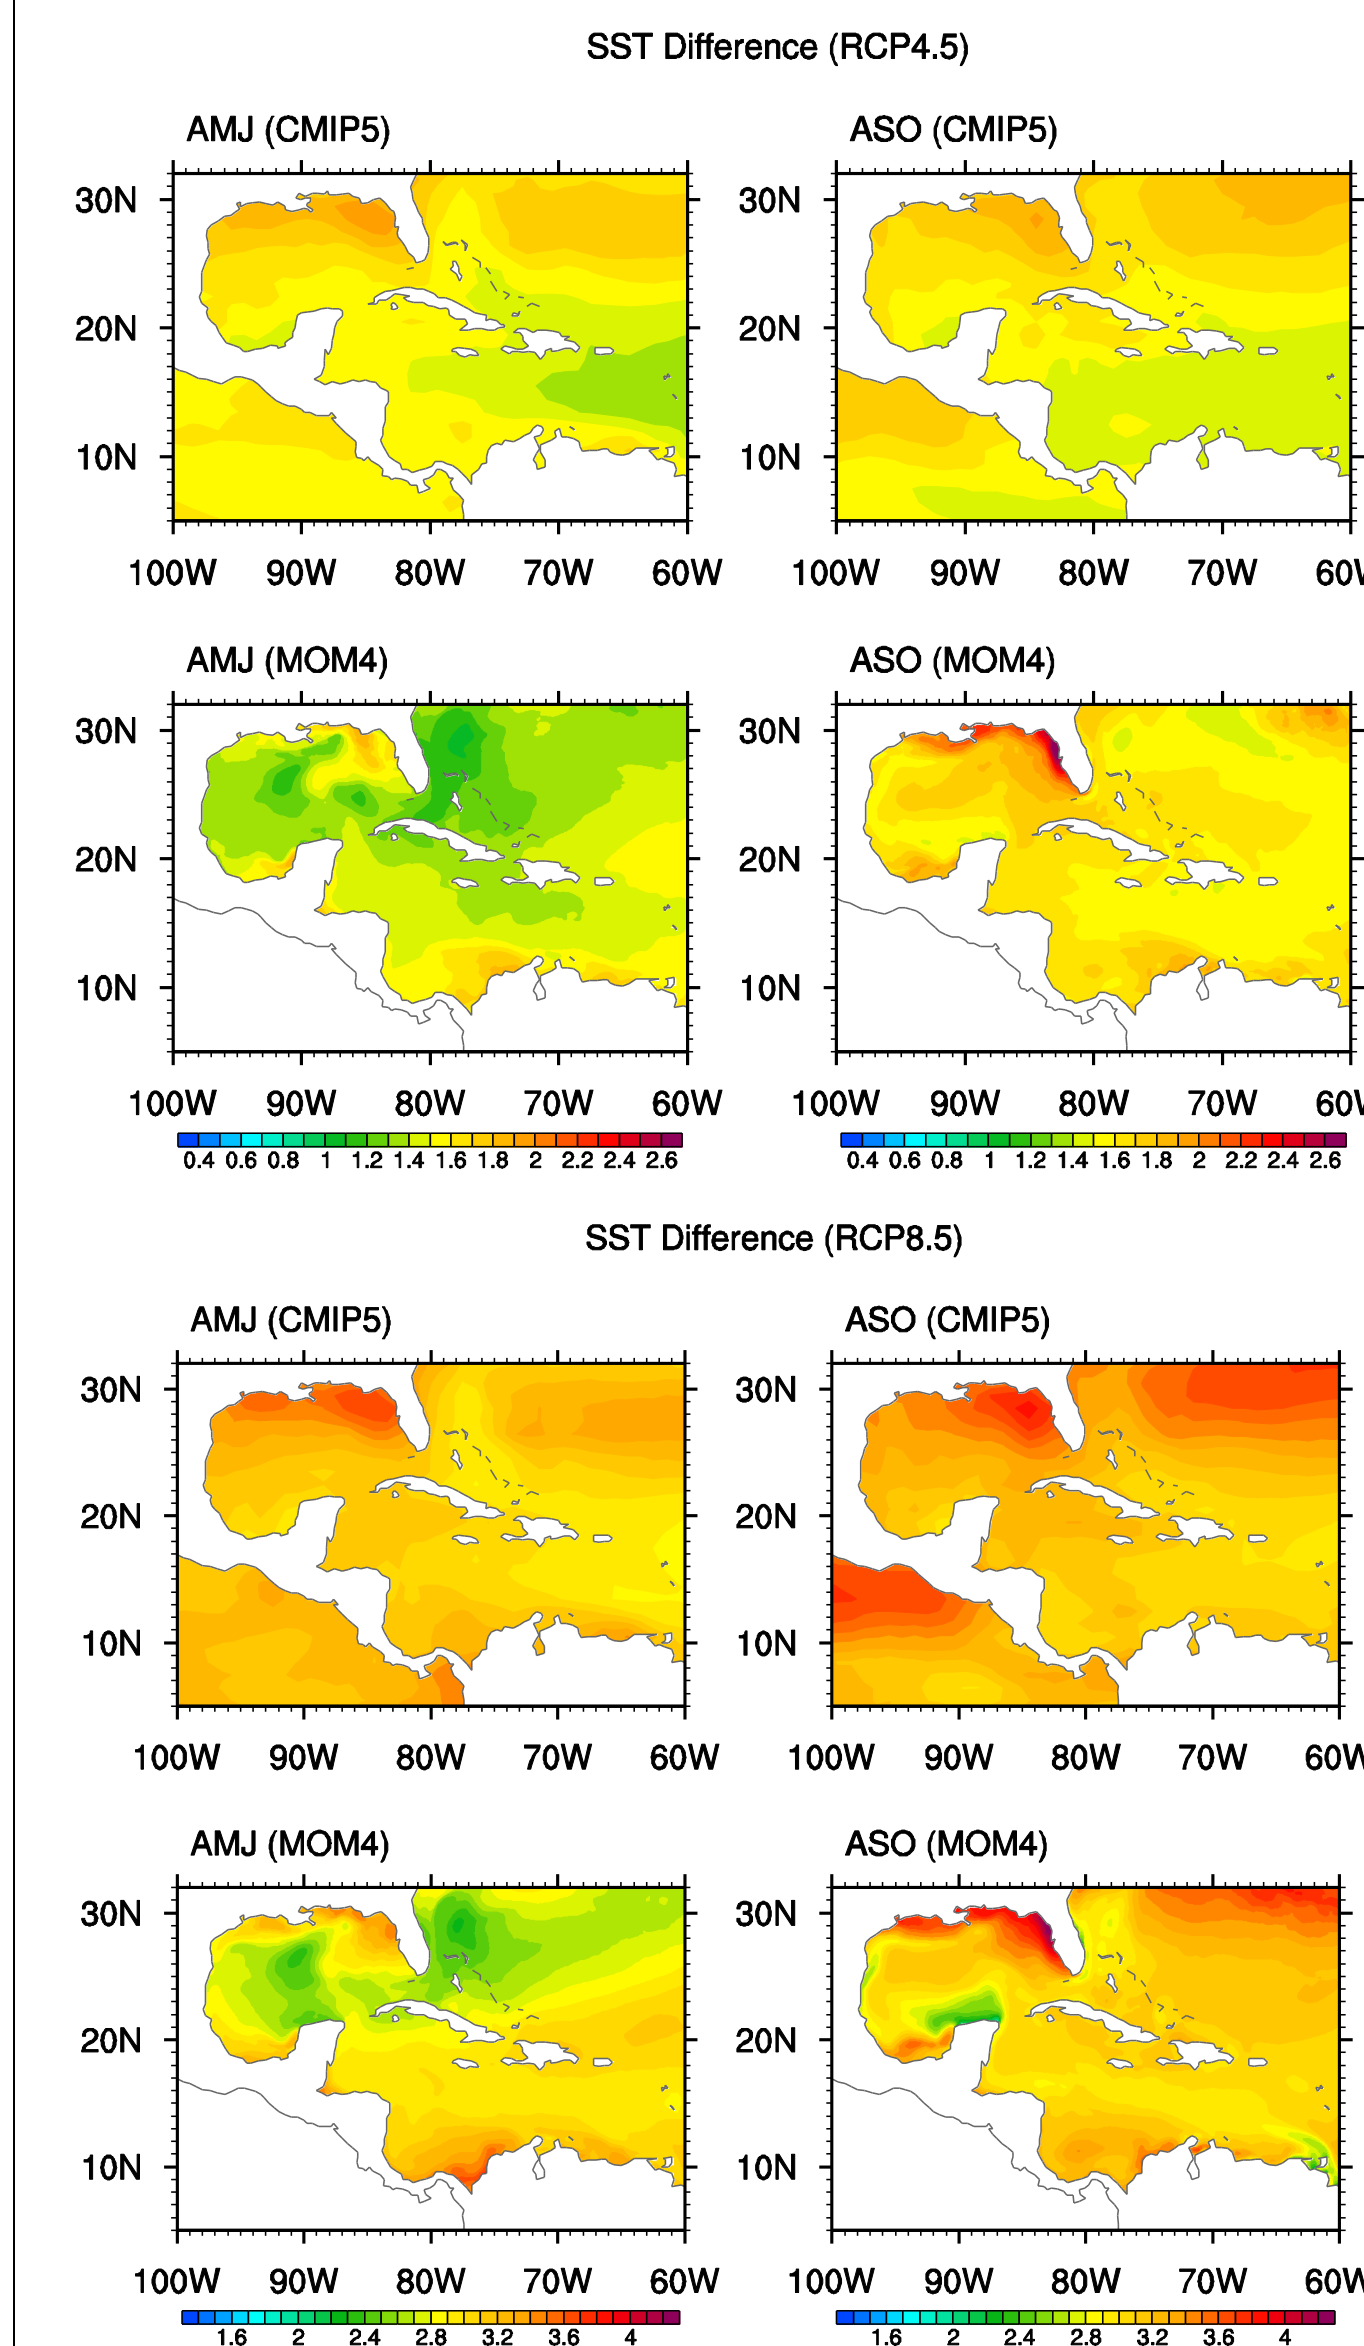 SST Difference (RCP4.5)
AMJ (CMIP5) ASO (CMIP5)
30N 30N
20N 20N
10N 10N
100W 90W 80W 70W 60W 100W 90W 80W 70W 60W
AMJ (MOM4) ASO (MOM4)
30N 30N
20N 20N
10N 10N
100W 90W 80W 70W 60W 100W 90W 80W 70W 60W
0.4 0.6 0.8 1 1.2 1.4 1.6 1.8 2 2.2 2.4 2.6 0.4 0.6 0.8 1 1.2 1.4 1.6 1.8 2 2.2 2.4 2.6
SST Difference (RCP8.5)
AMJ (CMIP5) ASO (CMIP5)
30N 30N
20N 20N
10N 10N
100W 90W 80W 70W 60W 100W 90W 80W 70W 60W
AMJ (MOM4) ASO (MOM4)
30N 30N
20N 20N
10N 10N
100W 90W 80W 70W 60W 100W 90W 80W 70W 60W
1.6 2 2.4 2.8 3.2 3.6 4 1.6 2 2.4 2.8 3.2 3.6 4